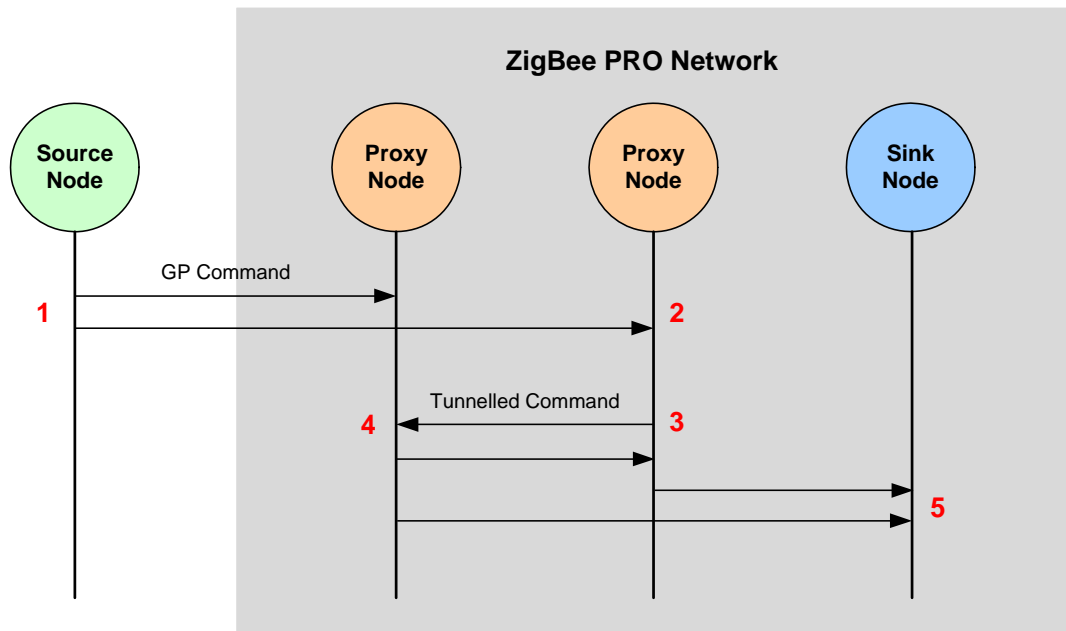 ZigBee PRO Network
Source
Node
Proxy
Node
Proxy
Node
Sink
Node
GP Command
1
2
Tunnelled Command
4
3
5